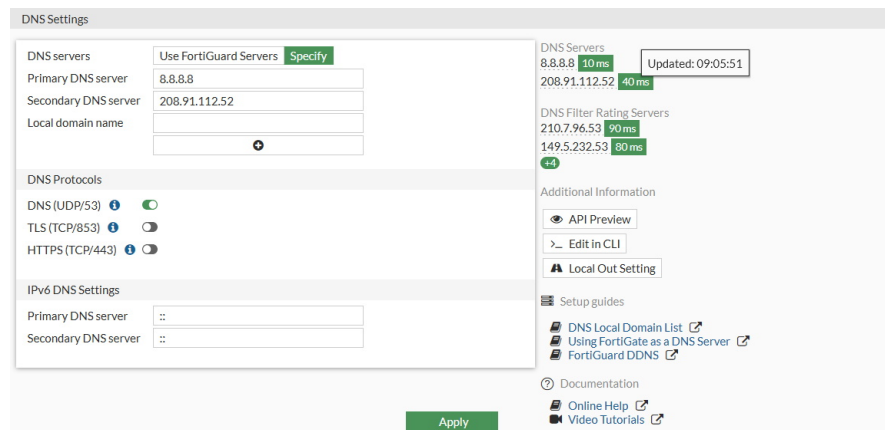 DNS Settings
DNS servers Use FortiGuard Servers Specify
Primary DNS server 8.8.8.8
Secondary DNS server 208.91.112.52
Local domain name
DNS Protocols
DNS (UDP/53)
TLS (TCP/853)
HTTPS (TCP/443)
IPv6 DNS Settings
Primary DNS server ::
Secondary DNS server ::
Apply
DNS Servers
8.8.8.8 10 ms
Updated: 09:05:51
208.91.112.52 40 ms
DNS Filter Rating Servers
210.7.96.53 90 ms
149.5.232.53 80 ms
+4
Additional Information
API Preview
>_ Edit in CLI
Local Out Setting
Setup guides
DNS Local Domain List
Using FortiGate as a DNS Server
FortiGuard DDNS
Documentation
Online Help
Video Tutorials